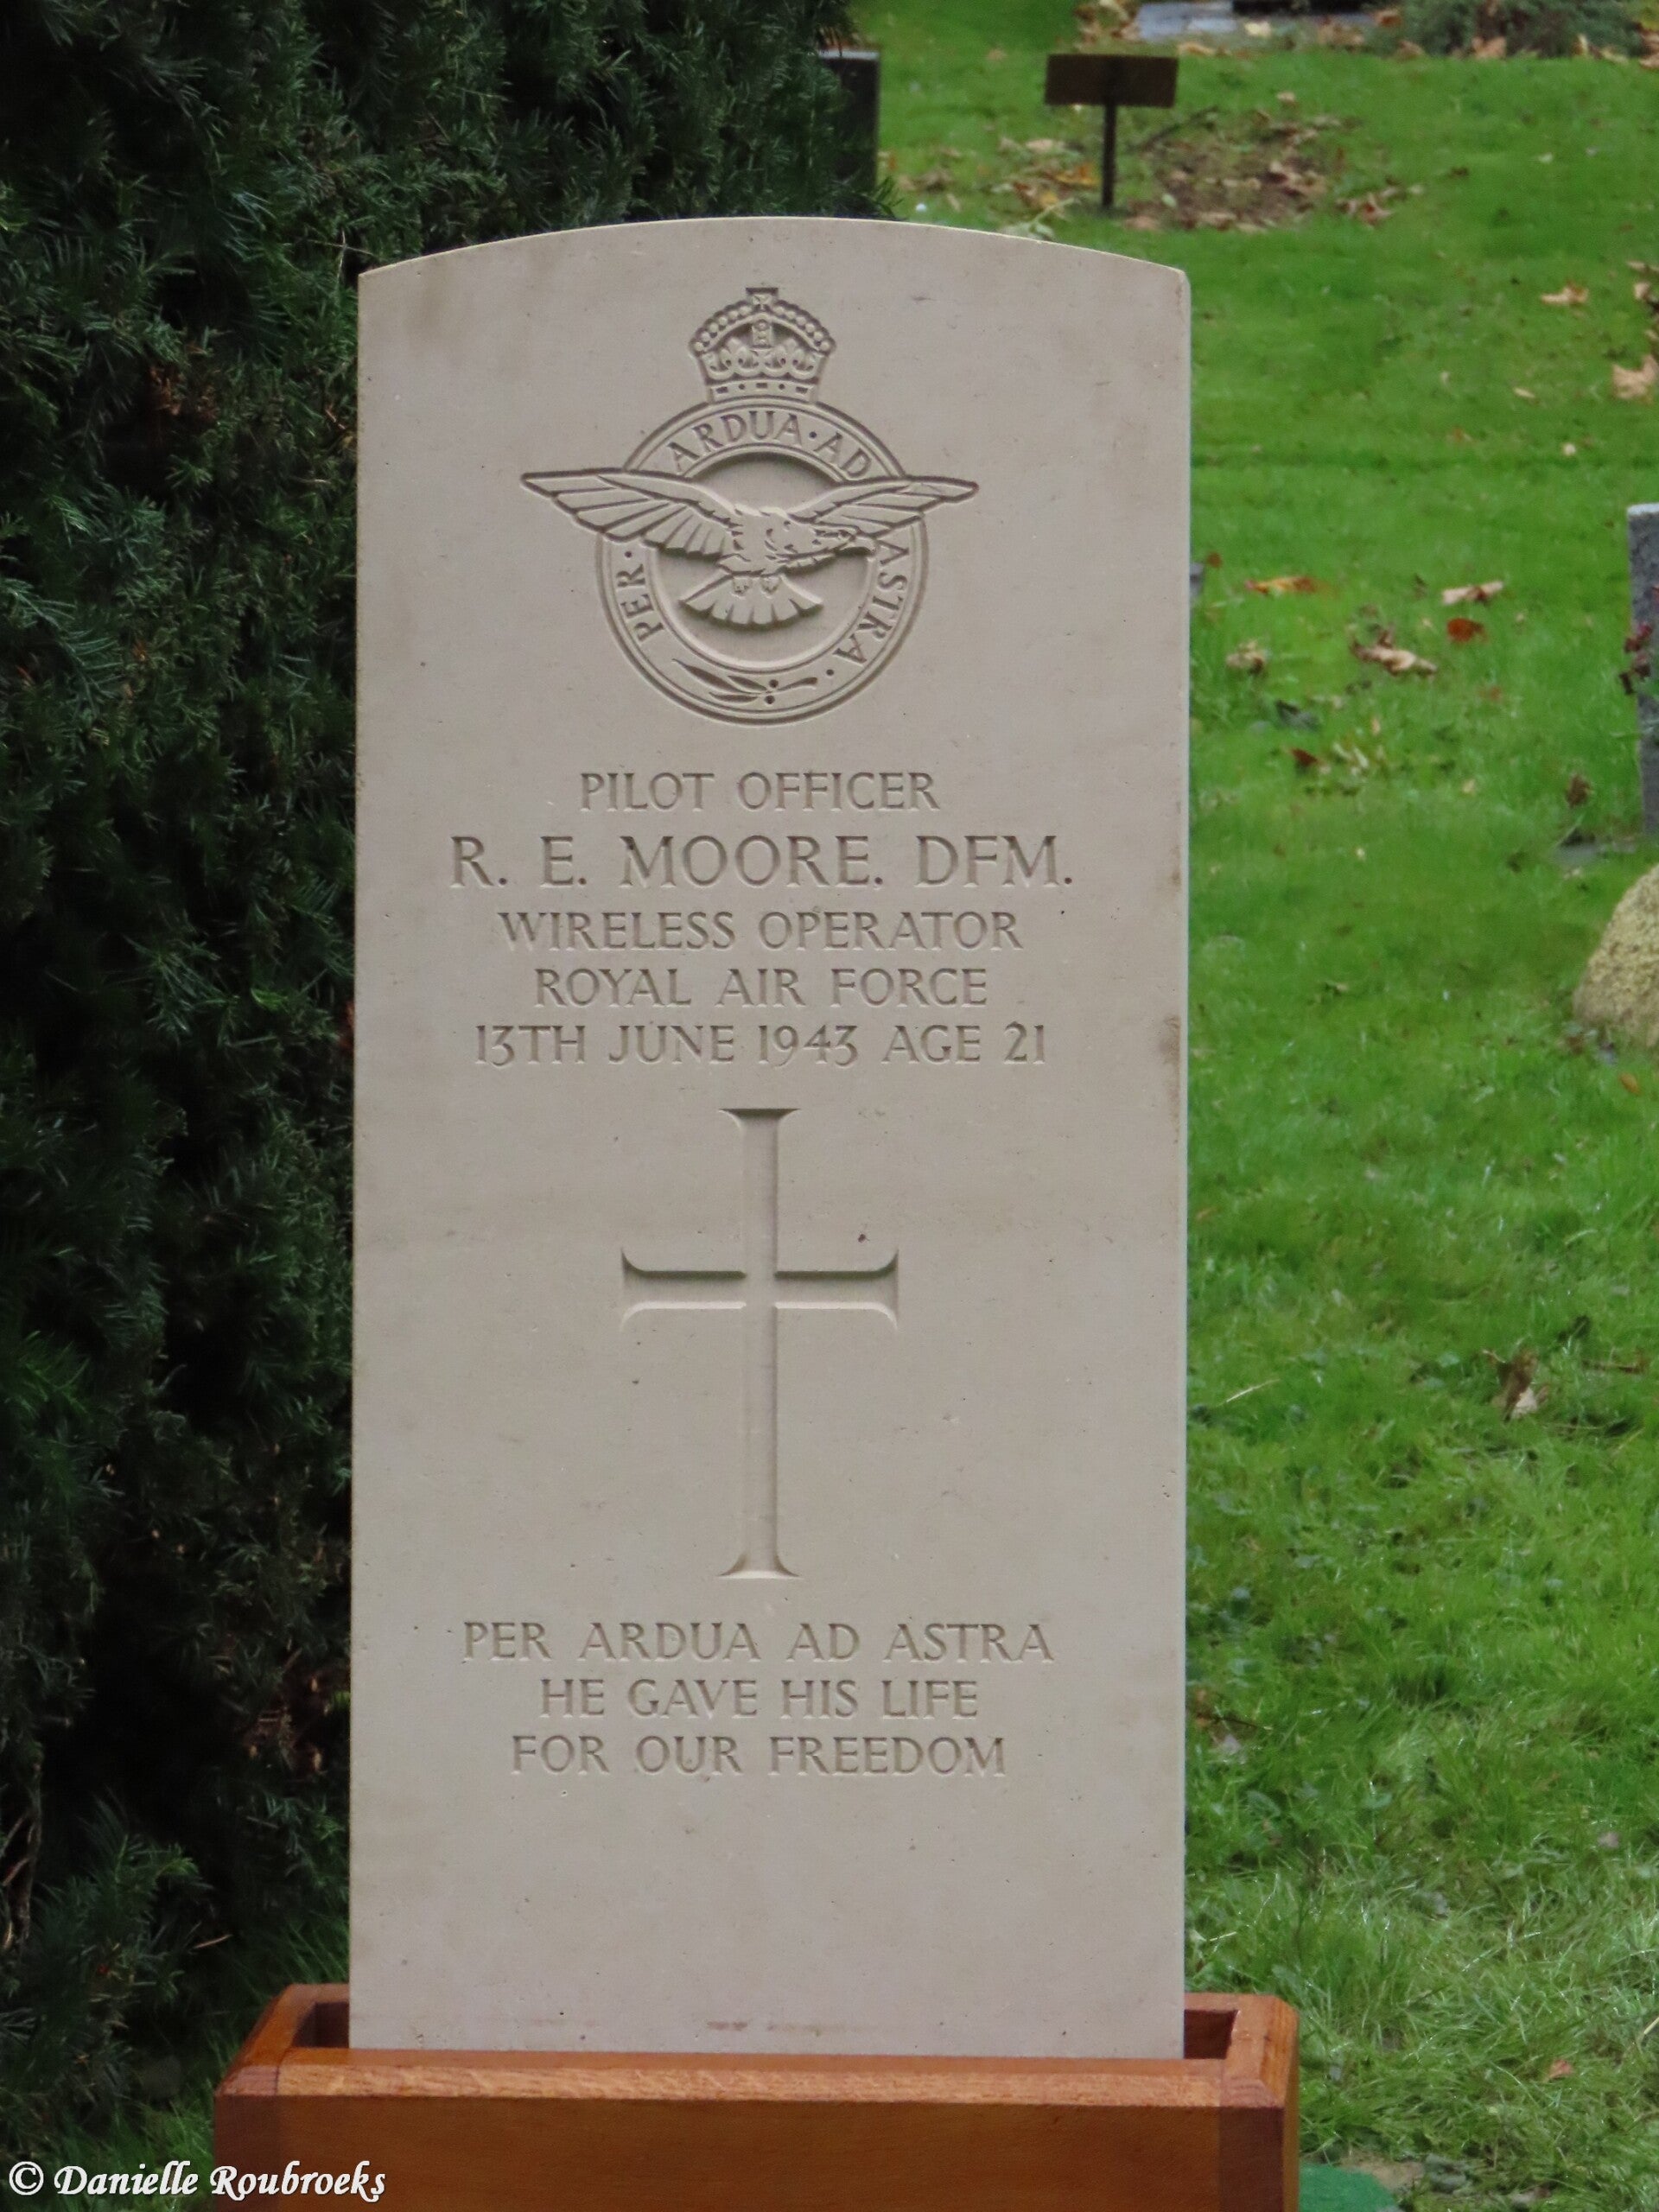 PER · ARDUA · AD ASTRA ·
PILOT OFFICER
R. E. MOORE. DFM.
WIRELESS OPERATOR
ROYAL AIR FORCE
13TH JUNE 1943 AGE 21
PER ARDUA AD ASTRA
HE GAVE HIS LIFE
FOR OUR FREEDOM
© Danielle Roubroeks